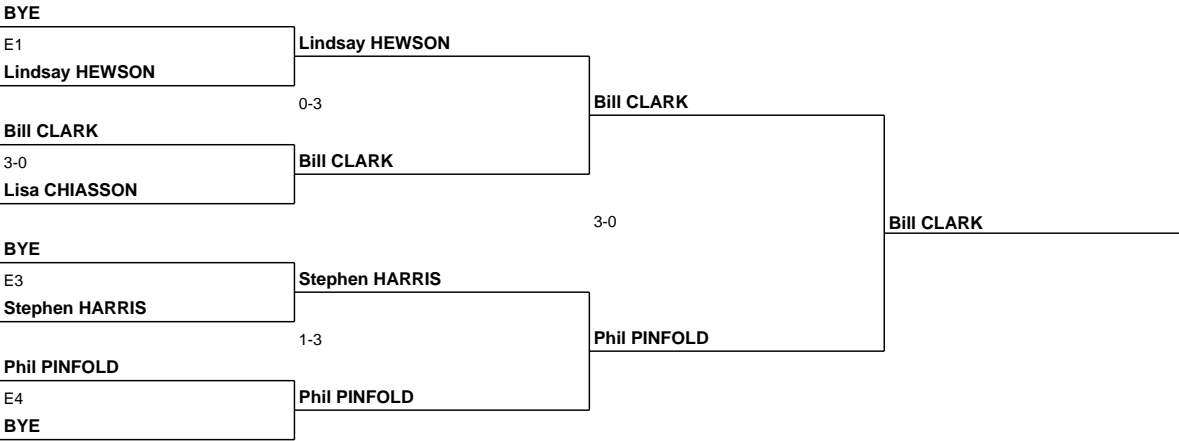 BYE
E1
Lindsay HEWSON
Lindsay HEWSON
0-3
Bill CLARK
Bill CLARK
3-0
Lisa CHIASSON
Bill CLARK
3-0
Bill CLARK
BYE
E3
Stephen HARRIS
Stephen HARRIS
1-3
Phil PINFOLD
Phil PINFOLD
E4
BYE
Phil PINFOLD